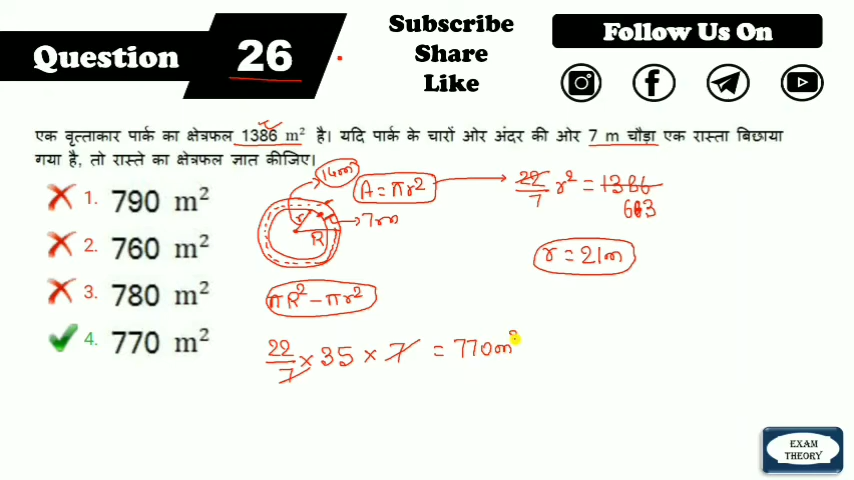 Question 26
Subscribe
Share
Like
Follow Us On
एक वृत्ताकार पार्क का क्षेत्रफल 1386 m² है। यदि पार्क के चारों ओर अंदर की ओर 7 m चौड़ा एक रास्ता बिछाया
गया है, तो रास्ते का क्षेत्रफल ज्ञात कीजिए।
1. 790 m²
2. 760 m²
3. 780 m²
4. 770 m²
14m
A = πr²
22/7 r² = 1386
r
7m
R
r = 21m
πR² - πr²
22/7 × 35 × 7 = 770m²
EXAM
THEORY